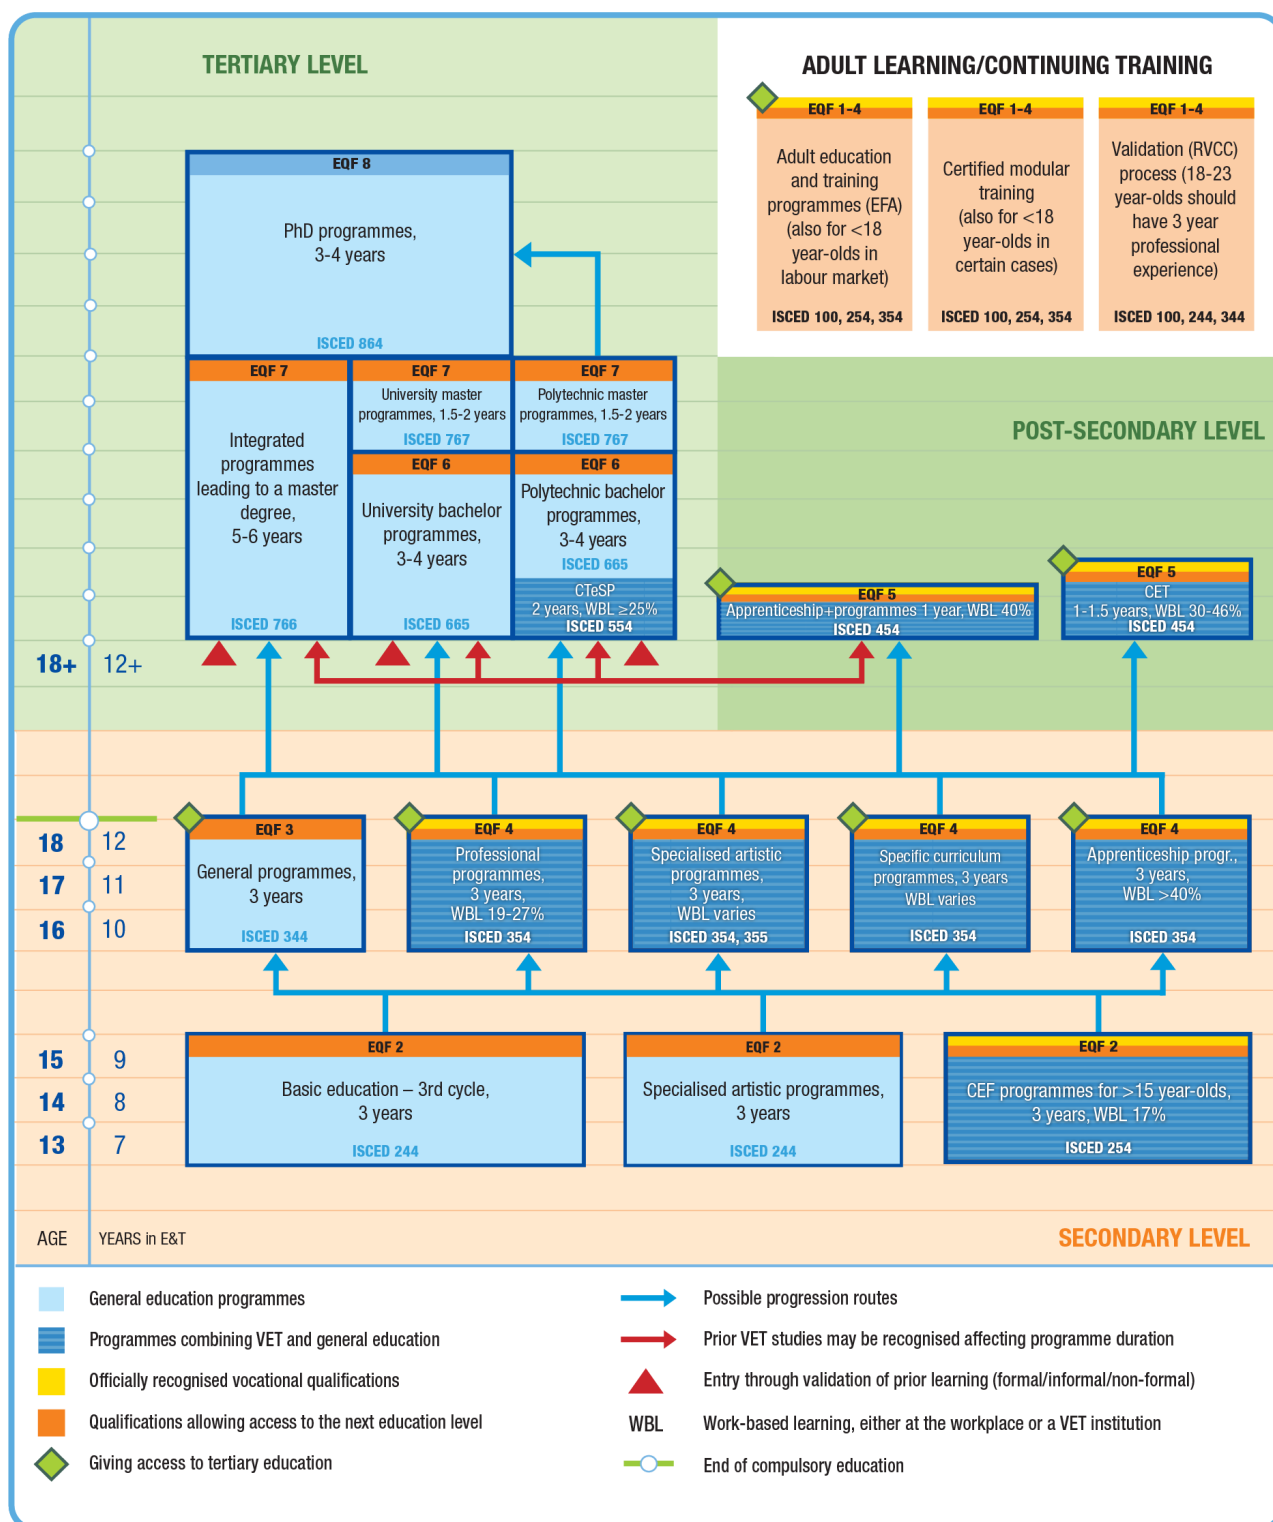 TERTIARY LEVEL
ADULT LEARNING/CONTINUING TRAINING
EQF 1-4
Adult education
and training
programmes (EFA)
(also for <18
year-olds in
labour market)
ISCED 100, 254, 354
EQF 1-4
Certified modular
training
(also for <18
year-olds in
certain cases)
ISCED 100, 254, 354
EQF 1-4
Validation (RVCC)
process (18-23
year-olds should
have 3 year
professional
experience)
ISCED 100, 244, 344
EQF 8
PhD programmes,
3-4 years
ISCED 864
EQF 7
Integrated
programmes
leading to a master
degree,
5-6 years
ISCED 766
EQF 7
University master
programmes, 1.5-2 years
ISCED 767
EQF 7
Polytechnic master
programmes, 1.5-2 years
ISCED 767
EQF 6
University bachelor
programmes,
3-4 years
ISCED 665
EQF 6
Polytechnic bachelor
programmes,
3-4 years
ISCED 665
CTeSP
2 years, WBL ≥25%
ISCED 554
POST-SECONDARY LEVEL
EQF 5
Apprenticeship+programmes 1 year, WBL 40%
ISCED 454
EQF 5
CET
1-1.5 years, WBL 30-46%
ISCED 454
18+ 12+
18 12
17 11
16 10
EQF 3
General programmes,
3 years
ISCED 344
EQF 4
Professional
programmes,
3 years,
WBL 19-27%
ISCED 354
EQF 4
Specialised artistic
programmes,
3 years,
WBL varies
ISCED 354, 355
EQF 4
Specific curriculum
programmes, 3 years
WBL varies
ISCED 354
EQF 4
Apprenticeship progr.,
3 years,
WBL >40%
ISCED 354
15 9
14 8
13 7
EQF 2
Basic education – 3rd cycle,
3 years
ISCED 244
EQF 2
Specialised artistic programmes,
3 years
ISCED 244
EQF 2
CEF programmes for >15 year-olds,
3 years, WBL 17%
ISCED 254
AGE YEARS in E&T
SECONDARY LEVEL
General education programmes
Programmes combining VET and general education
Officially recognised vocational qualifications
Qualifications allowing access to the next education level
Giving access to tertiary education
Possible progression routes
Prior VET studies may be recognised affecting programme duration
Entry through validation of prior learning (formal/informal/non-formal)
WBL Work-based learning, either at the workplace or a VET institution
End of compulsory education